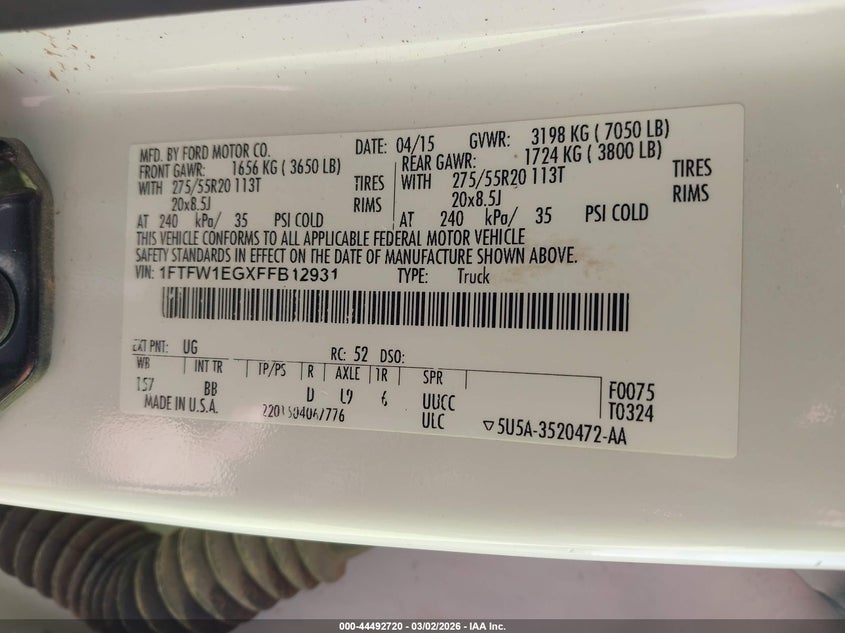 MFD. BY FORD MOTOR CO. DATE: 04/15 GVWR: 3198 KG ( 7050 LB)
FRONT GAWR: 1656 KG ( 3650 LB) REAR GAWR: 1724 KG ( 3800 LB)
WITH 275/55R20 113T TIRES WITH 275/55R20 113T TIRES
20x8.5J RIMS 20x8.5J RIMS
AT 240 kPa/ 35 PSI COLD AT 240 kPa/ 35 PSI COLD
THIS VEHICLE CONFORMS TO ALL APPLICABLE FEDERAL MOTOR VEHICLE
SAFETY STANDARDS IN EFFECT ON THE DATE OF MANUFACTURE SHOWN ABOVE.
VIN: 1FTFW1EGXFFB12931 TYPE: Truck
EXT PNT: UG RC: 52 DSO:
WB INT TR TP/PS R AXLE TR SPR
157 BB D L9 6 UUCC F0075
MADE IN U.S.A. ULC T0324
▽5U5A-3520472-AA
000-44492720 | 03/02/2026 – IAA Inc.